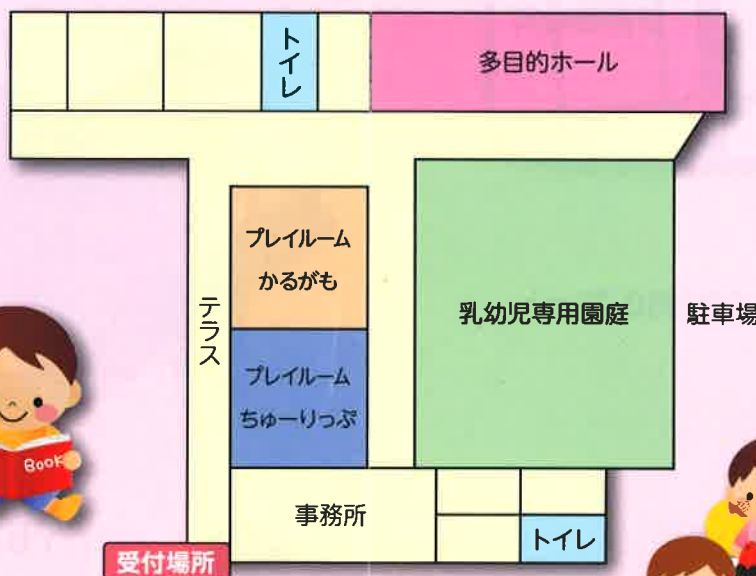 トイレ
多目的ホール
プレイルーム
かるがも
テラス
乳幼児専用園庭
駐車場
プレイルーム
ちゅーりっぷ
Book
事務所
トイレ
受付場所